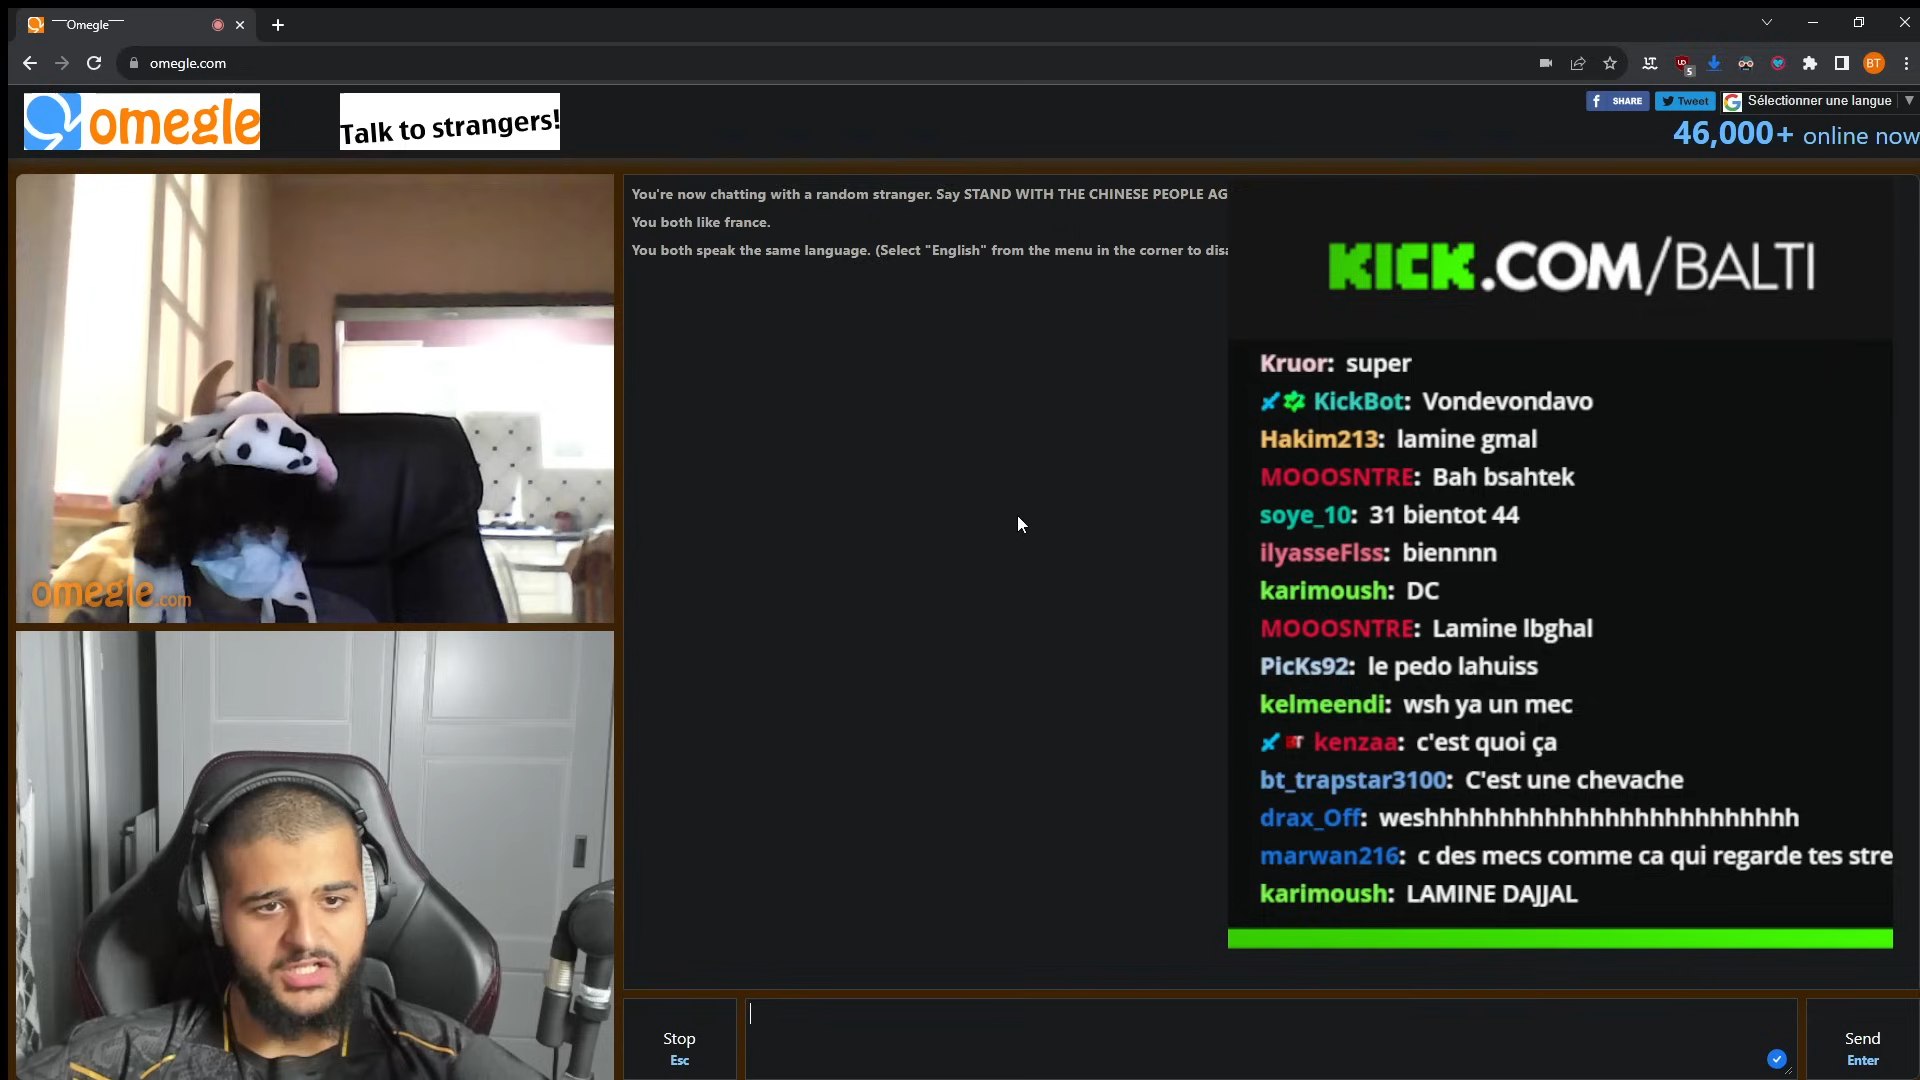 Omegle
omegle.com
5
BT
omegle
Talk to strangers!
SHARE
Tweet
Sélectionner une langue
46,000+ online now
You're now chatting with a random stranger. Say STAND WITH THE CHINESE PEOPLE AG
You both like france.
You both speak the same language. (Select "English" from the menu in the corner to disa
KICK.COM/BALTI
Kruor: super
KickBot: Vondevondavo
Hakim213: lamine gmal
MOOOSNTRE: Bah bsahtek
soye_10: 31 bientot 44
ilyasseFlss: biennnn
karimoush: DC
MOOOSNTRE: Lamine lbghal
PicKs92: le pedo lahuiss
kelmeendi: wsh ya un mec
kenzaa: c'est quoi ça
bt_trapstar3100: C'est une chevache
drax_Off: weshhhhhhhhhhhhhhhhhhhhhhhhh
marwan216: c des mecs comme ca qui regarde tes stre
karimoush: LAMINE DAJJAL
omegle.com
Stop
Esc
Send
Enter